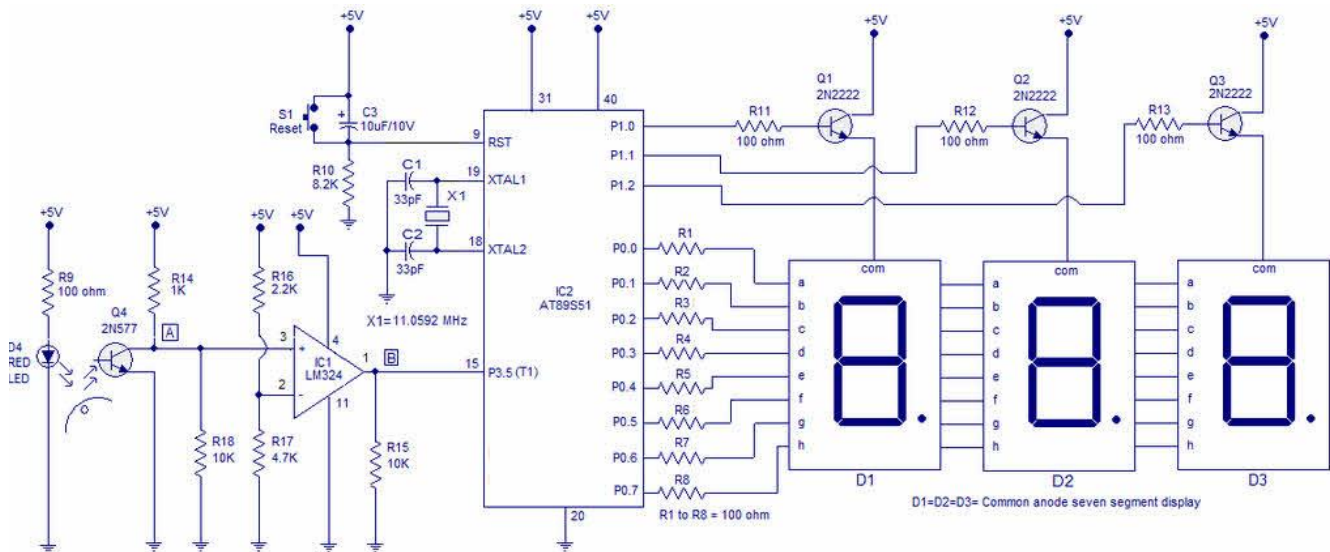 +5V
+5V
+5V
+5V
+5V
+5V
S1
Reset
+
C3
10uF/10V
31
40
Q1
2N2222
Q2
2N2222
Q3
2N2222
9
RST
P1.0
R11
100 ohm
R12
100 ohm
R13
100 ohm
R10
8.2K
C1
33pF
19
XTAL1
X1
P1.1
P1.2
C2
33pF
18
XTAL2
X1=11.0592 MHz
+5V
+5V
+5V
+5V
R9
100 ohm
R14
1K
R16
2.2K
Q4
2N577
A
D4
RED
LED
3
+
4
IC1
LM324
2
-
11
1
B
15
P3.5 (T1)
IC2
AT89S51
R18
10K
R17
4.7K
R15
10K
20
P0.0
R1
P0.1
R2
P0.2
R3
P0.3
R4
P0.4
R5
P0.5
R6
P0.6
R7
P0.7
R8
R1 to R8 = 100 ohm
com
a
b
c
d
e
f
g
h
D1
com
a
b
c
d
e
f
g
h
D2
com
a
b
c
d
e
f
g
h
D3
D1=D2=D3= Common anode seven segment display